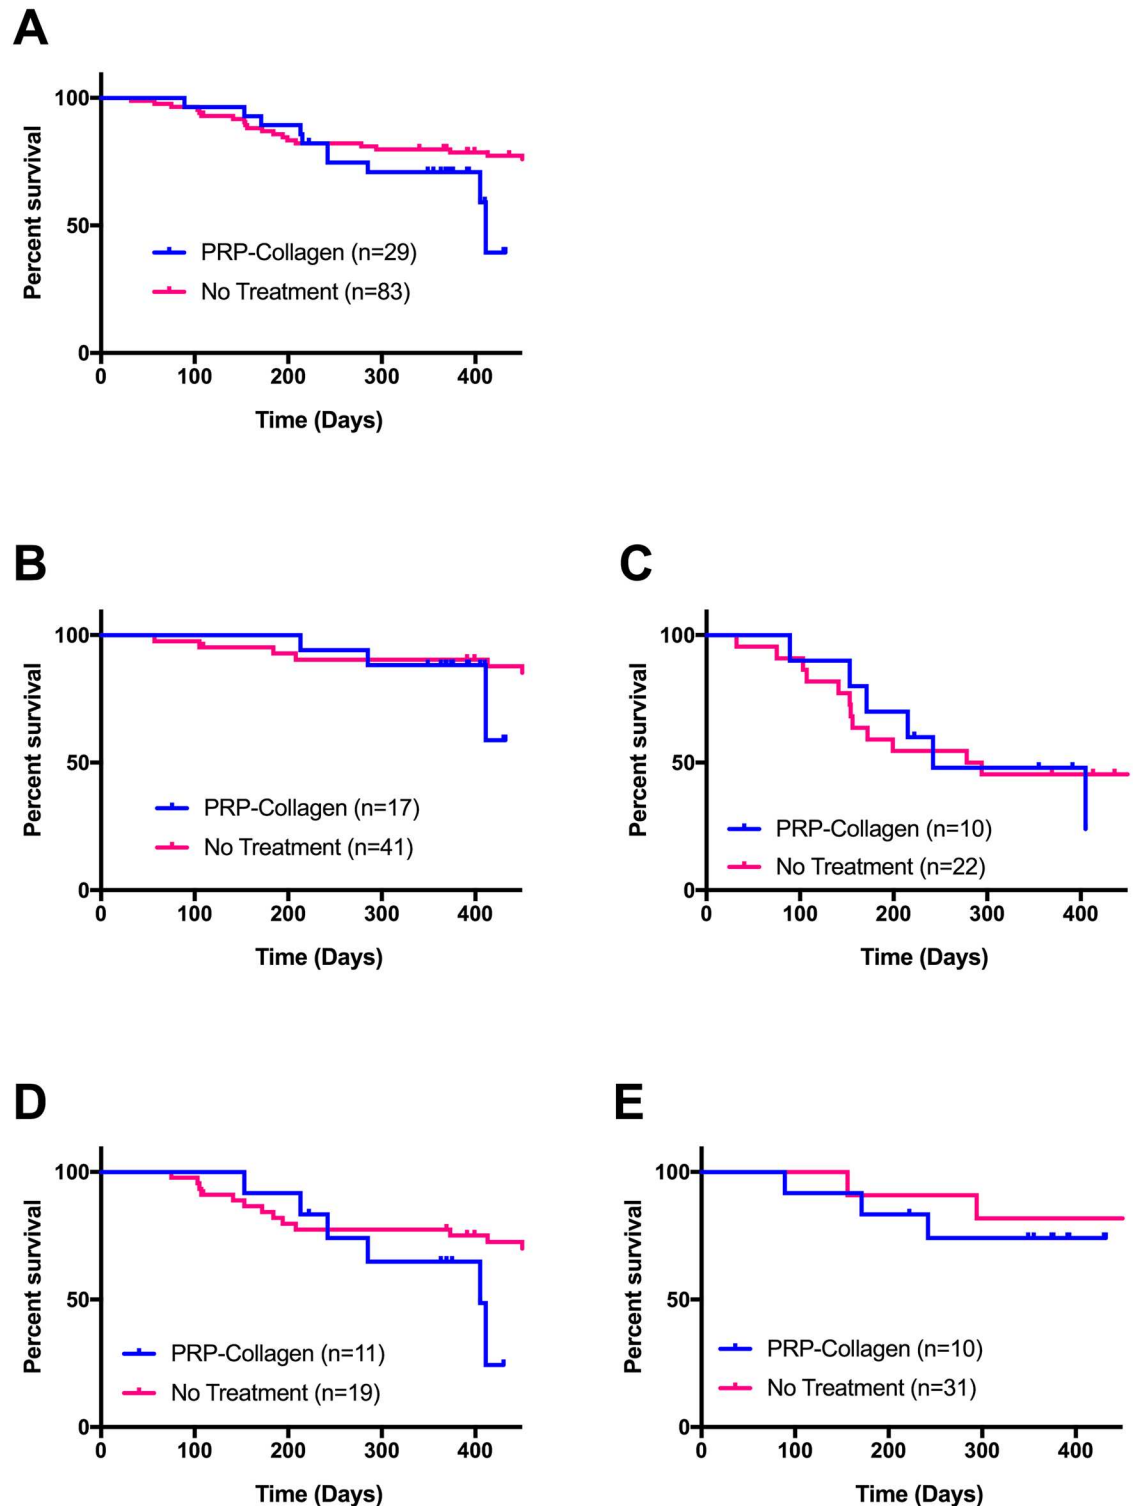 A
Percent survival
100
50
0
PRP-Collagen (n=29)
No Treatment (n=83)
0 100 200 300 400
Time (Days)
B
Percent survival
100
50
0
PRP-Collagen (n=17)
No Treatment (n=41)
0 100 200 300 400
Time (Days)
C
Percent survival
100
50
0
PRP-Collagen (n=10)
No Treatment (n=22)
0 100 200 300 400
Time (Days)
D
Percent survival
100
50
0
PRP-Collagen (n=11)
No Treatment (n=19)
0 100 200 300 400
Time (Days)
E
Percent survival
100
50
0
PRP-Collagen (n=10)
No Treatment (n=31)
0 100 200 300 400
Time (Days)